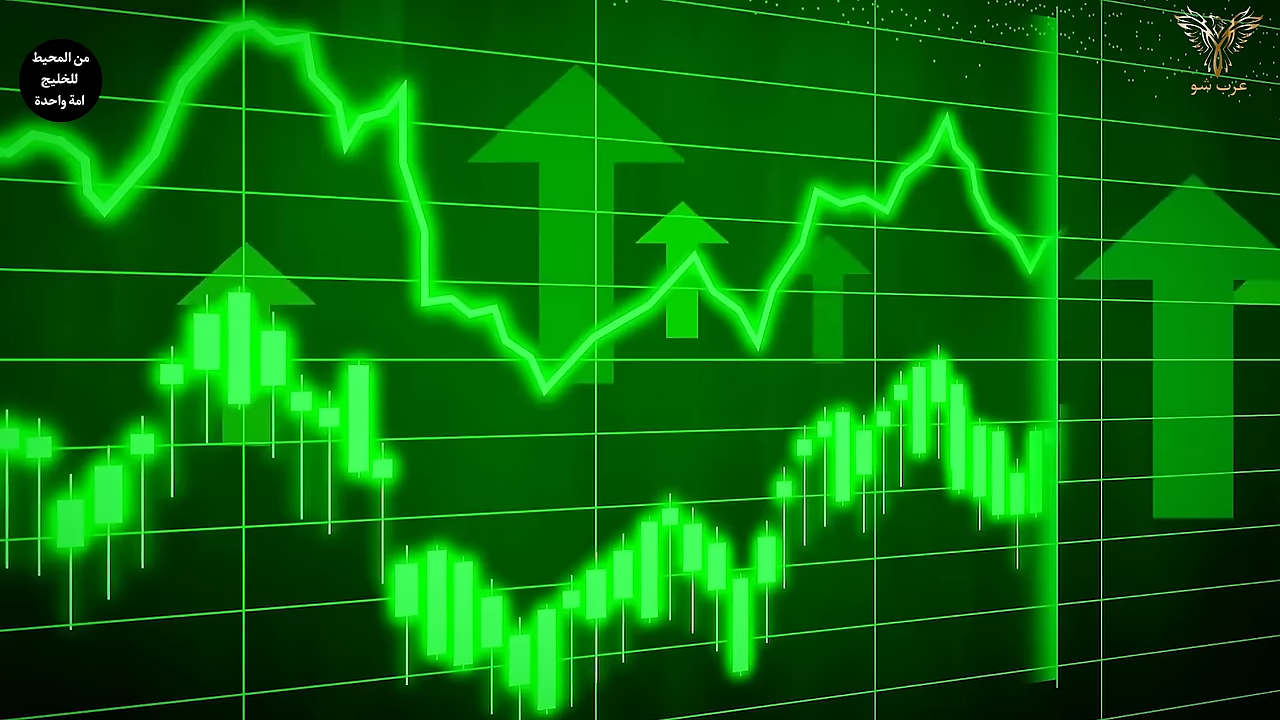 من المحيط
للخليج
امة واحدة
عرب شو